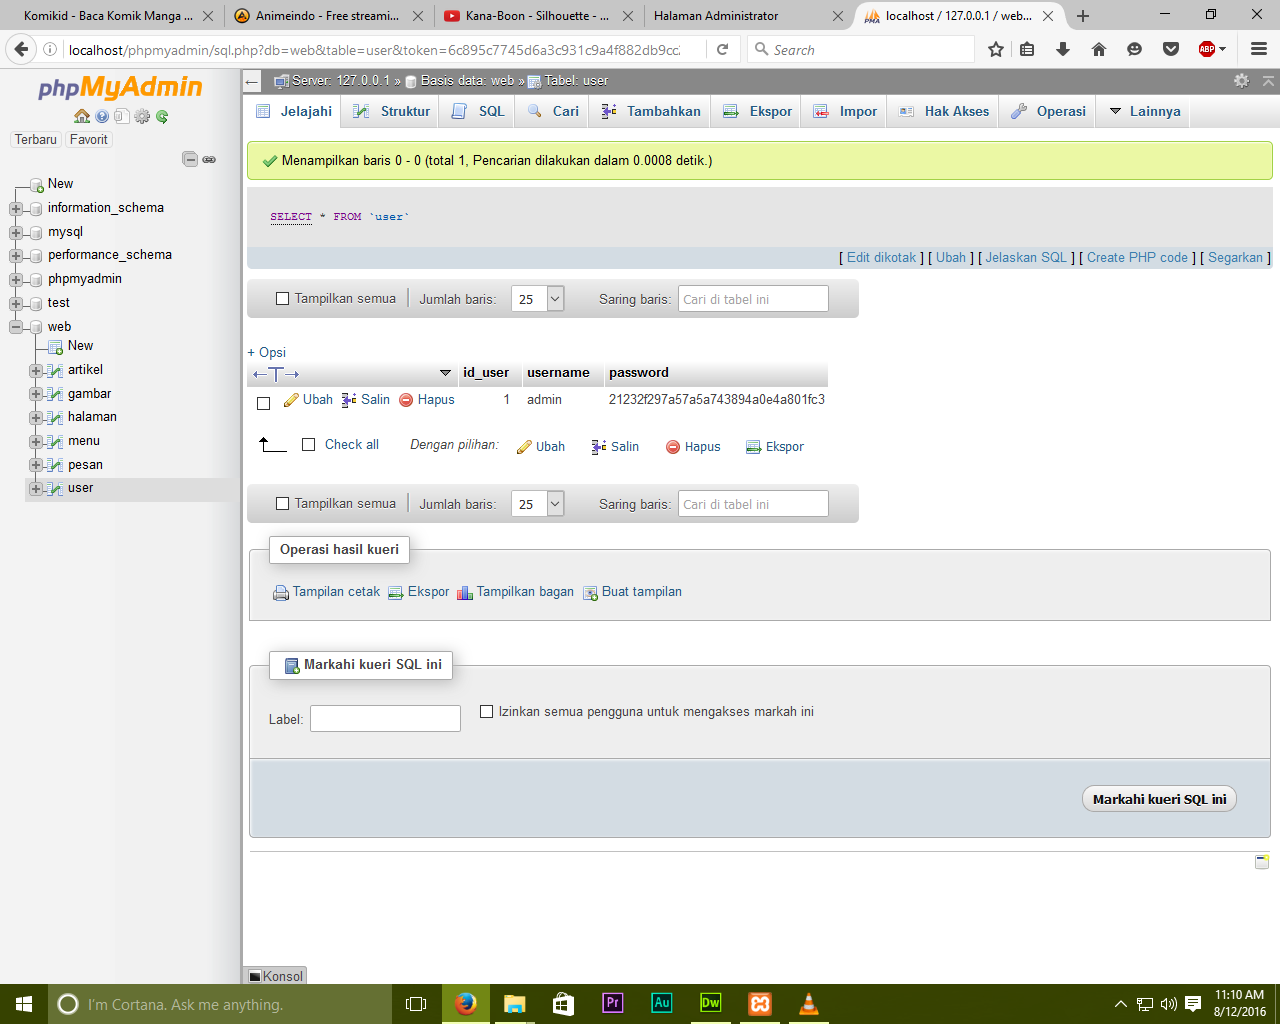 Komikid - Baca Komik Manga ...
Animeindo - Free streami...
Kana-Boon - Silhouette - ...
Halaman Administrator
localhost / 127.0.0.1 / web...
localhost/phpmyadmin/sql.php?db=web&table=user&token=6c895c7745d6a3c931c9a4f882db9cc
Search
ABP
phpMyAdmin
Terbaru Favorit
New
information_schema
mysql
performance_schema
phpmyadmin
test
web
New
artikel
gambar
halaman
menu
pesan
user
Server: 127.0.0.1 » Basis data: web » Tabel: user
Jelajahi Struktur SQL Cari Tambahkan Ekspor Impor Hak Akses Operasi Lainnya
Menampilkan baris 0 - 0 (total 1, Pencarian dilakukan dalam 0.0008 detik.)
SELECT * FROM `user`
[ Edit dikotak ] [ Ubah ] [ Jelaskan SQL ] [ Create PHP code ] [ Segarkan ]
Tampilkan semua Jumlah baris: 25 Saring baris: Cari di tabel ini
+ Opsi
←T→ id_user username password
Ubah Salin Hapus 1 admin 21232f297a57a5a743894a0e4a801fc3
Check all Dengan pilihan: Ubah Salin Hapus Ekspor
Tampilkan semua Jumlah baris: 25 Saring baris: Cari di tabel ini
Operasi hasil kueri
Tampilan cetak Ekspor Tampilkan bagan Buat tampilan
Markahi kueri SQL ini
Label: Izinkan semua pengguna untuk mengakses markah ini
Markahi kueri SQL ini
Konsol
I'm Cortana. Ask me anything.
Pr
Au
Dw
11:10 AM
8/12/2016